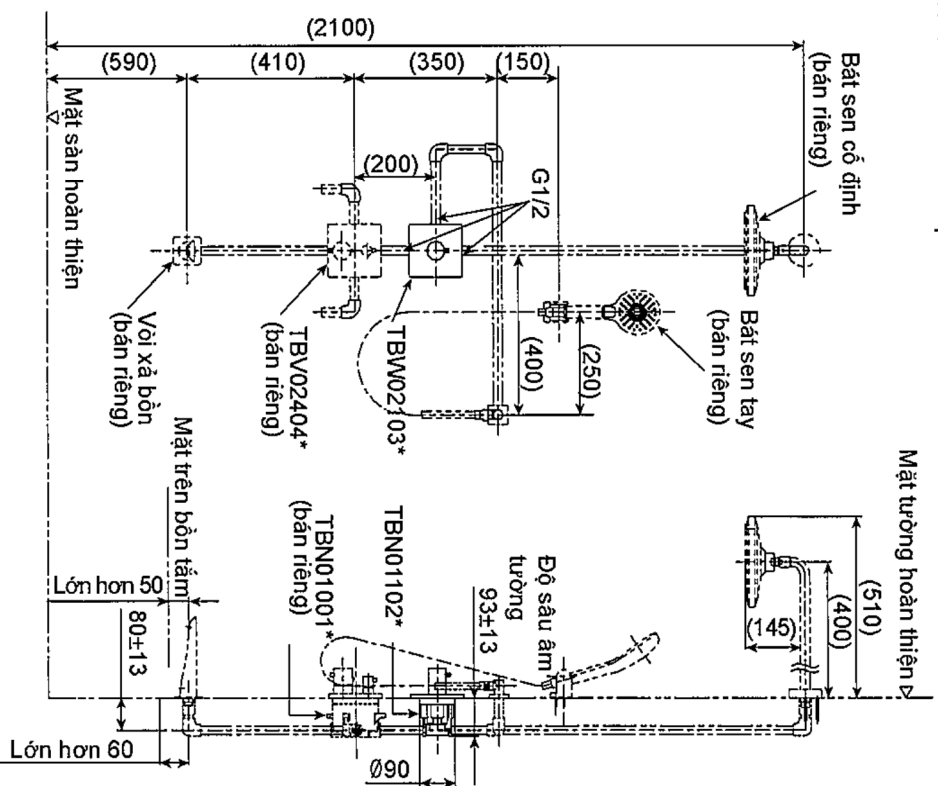 (2100)
(590)
(410)
(350)
(150)
Bát sen cố định
(bán riêng)
Mặt sàn hoàn thiện
(200)
G1/2
Vòi xả bồn
(bán riêng)
TBV02404*
(bán riêng)
TBW02103*
(400)
(250)
Bát sen tay
(bán riêng)
Mặt tường hoàn thiện
Mặt trên bồn tắm
Lớn hơn 50
80±13
Lớn hơn 60
TBN01001*
(bán riêng)
TBN01102*
Độ sâu âm
tường
93±13
Ø90
(145)
(400)
(510)